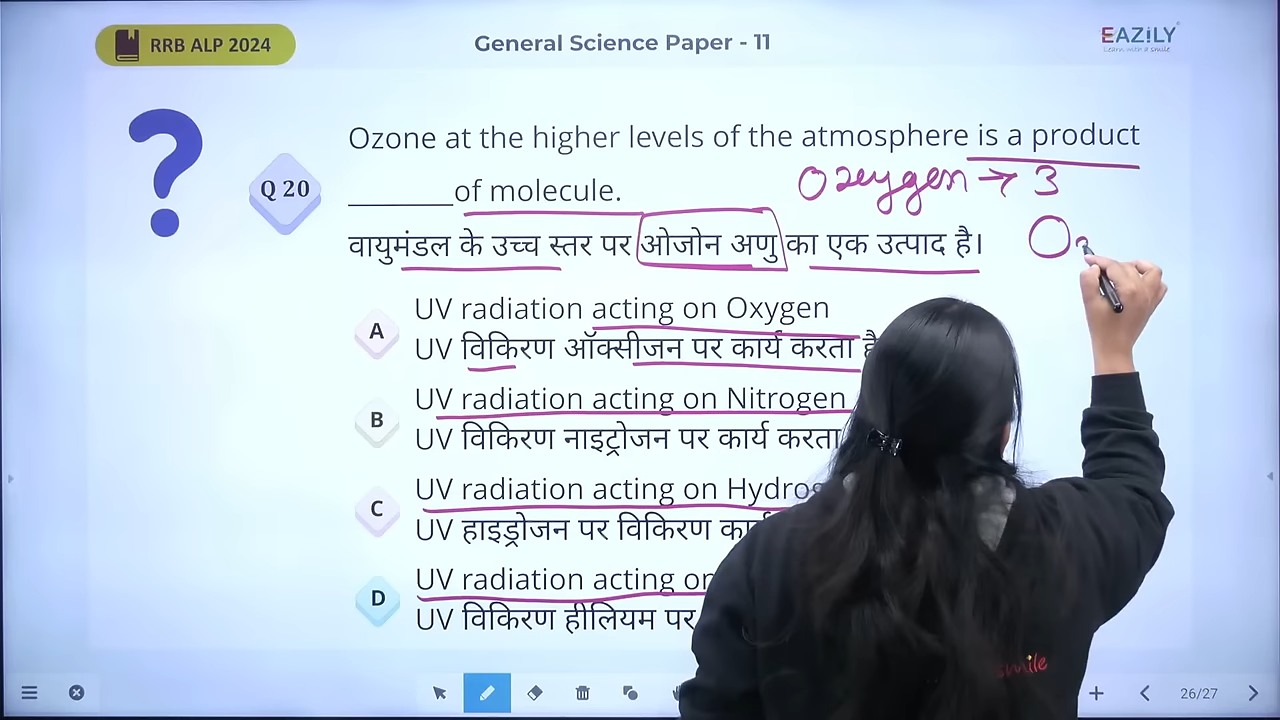 RRB ALP 2024
General Science Paper - 11
EAZiLY
Learn with a smile
Q 20
Ozone at the higher levels of the atmosphere is a product
_______of molecule.
Oxeygen → 3
O
वायुमंडल के उच्च स्तर पर ओजोन अणु का एक उत्पाद है।
A
UV radiation acting on Oxygen
UV विकिरण ऑक्सीजन पर कार्य करता है
B
UV radiation acting on Nitrogen
UV विकिरण नाइट्रोजन पर कार्य करता
C
UV radiation acting on
UV हाइड्रोजन पर विकिरण
D
UV radiation acting on
UV विकिरण हीलियम पर
smile
26/27